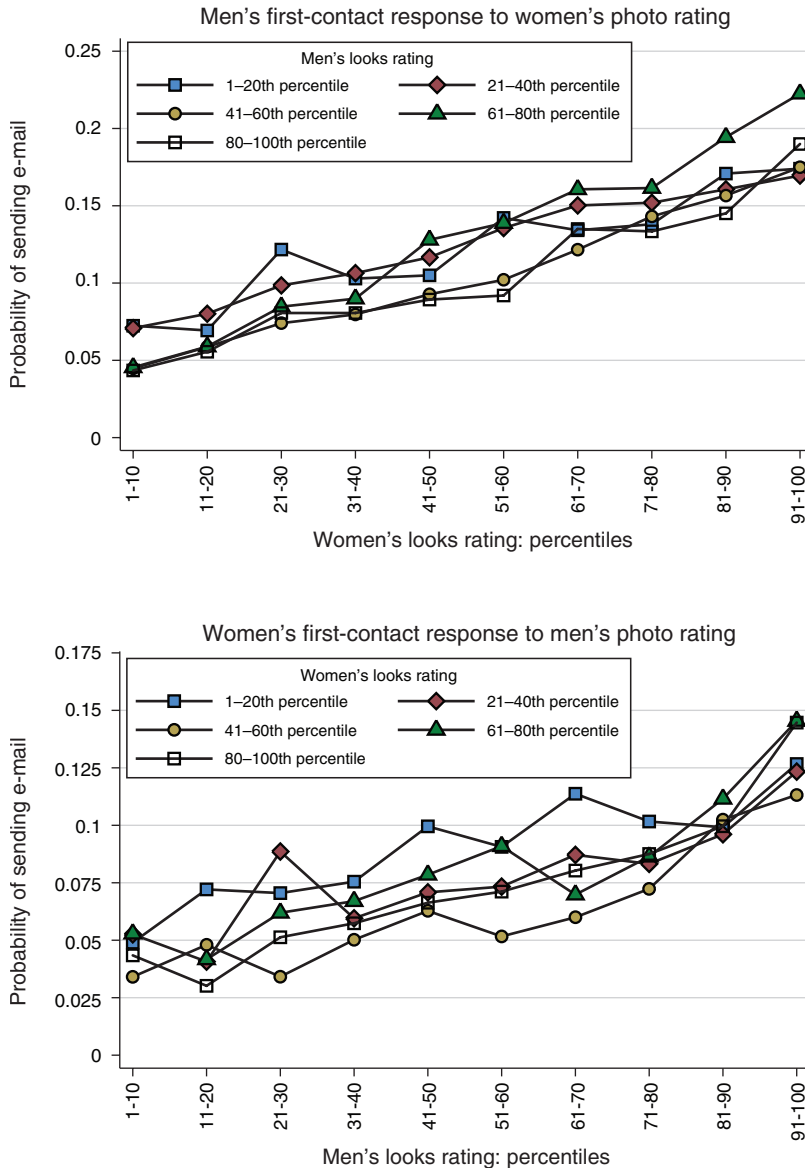 Men’s first-contact response to women’s photo rating
Probability of sending e-mail
0.25
0.2
0.15
0.1
0.05
0
Men’s looks rating
1–20th percentile
21–40th percentile
41–60th percentile
61–80th percentile
80–100th percentile
1-10
11-20
21-30
31-40
41-50
51-60
61-70
71-80
81-90
91-100
Women’s looks rating: percentiles
Women’s first-contact response to men’s photo rating
Probability of sending e-mail
0.175
0.15
0.125
0.1
0.075
0.05
0.025
0
Women’s looks rating
1–20th percentile
21–40th percentile
41–60th percentile
61–80th percentile
80–100th percentile
1-10
11-20
21-30
31-40
41-50
51-60
61-70
71-80
81-90
91-100
Men’s looks rating: percentiles